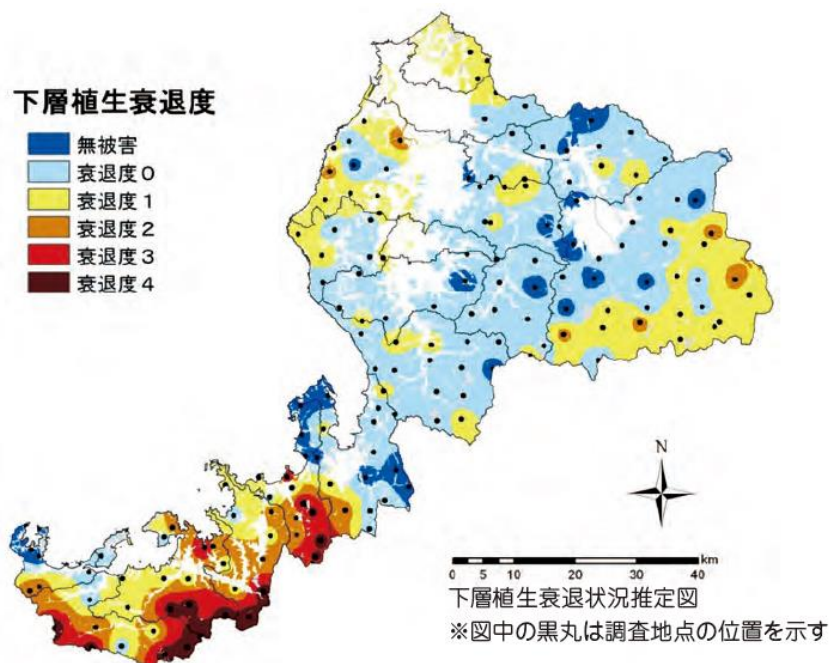 下層植生衰退度
無被害
衰退度0
衰退度1
衰退度2
衰退度3
衰退度4
N
0 5 10 20 30 40 km
下層植生衰退状況推定図
※図中の黒丸は調査地点の位置を示す